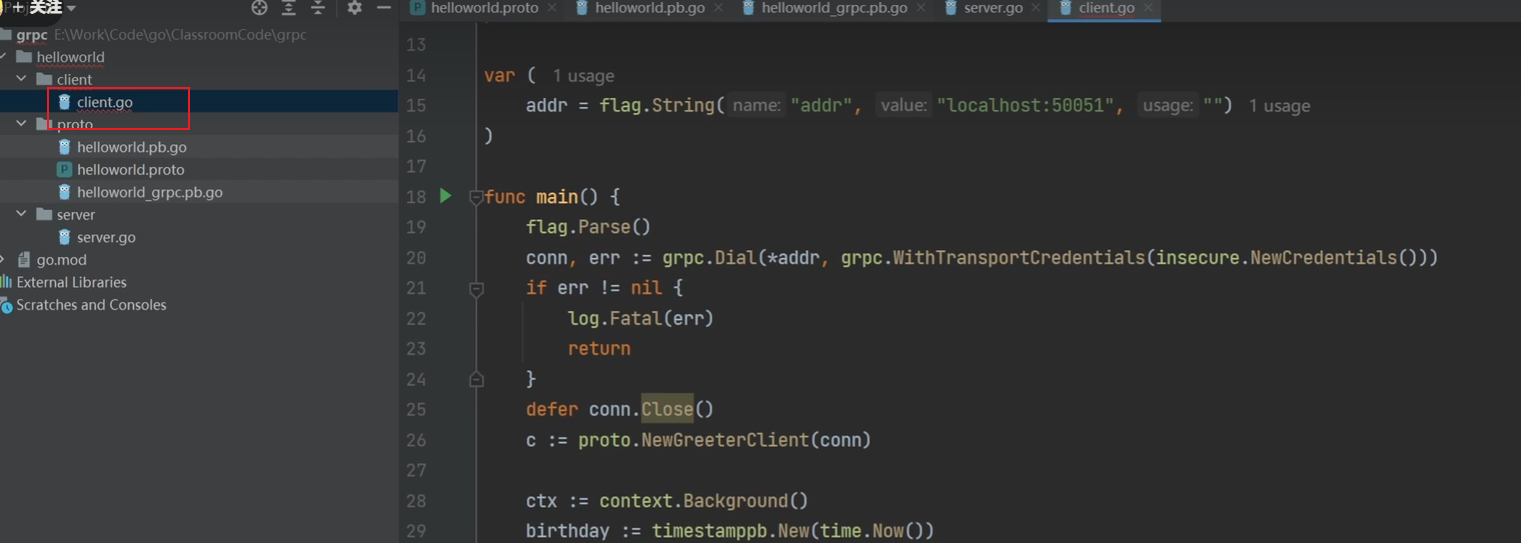 + 关注
helloworld.proto helloworld.pb.go helloworld_grpc.pb.go server.go client.go
grpc E:\Work\Code\go\ClassroomCode\grpc
helloworld
client
client.go
proto
helloworld.pb.go
helloworld.proto
helloworld_grpc.pb.go
server
server.go
go.mod
External Libraries
Scratches and Consoles
13
14 var ( 1 usage
15 addr = flag.String( name: "addr", value: "localhost:50051", usage: "") 1 usage
16 )
17
18 func main() {
19 flag.Parse()
20 conn, err := grpc.Dial(*addr, grpc.WithTransportCredentials(insecure.NewCredentials()))
21 if err != nil {
22 log.Fatal(err)
23 return
24 }
25 defer conn.Close()
26 c := proto.NewGreeterClient(conn)
27
28 ctx := context.Background()
29 birthday := timestamppb.New(time.Now())